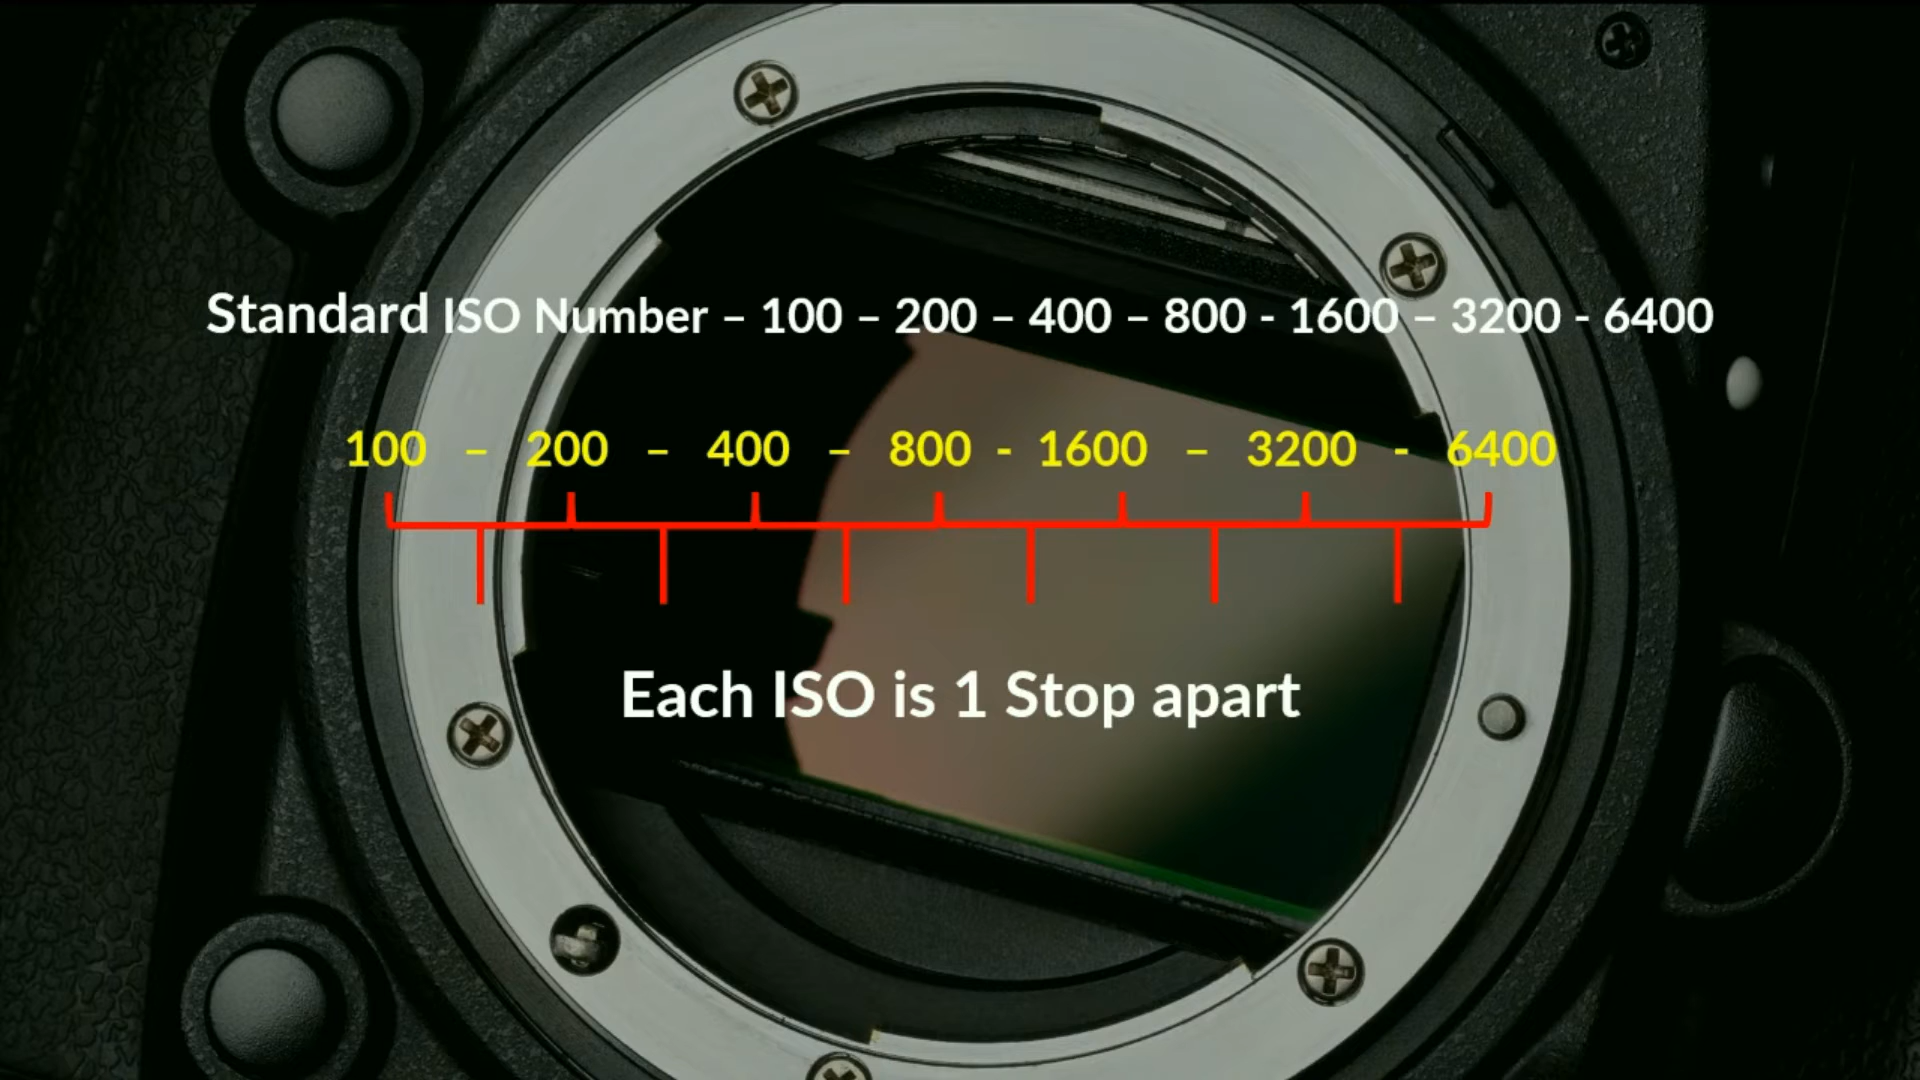 Standard ISO Number – 100 – 200 – 400 – 800 - 1600 – 3200 - 6400
100 – 200 – 400 – 800 - 1600 – 3200 - 6400
Each ISO is 1 Stop apart